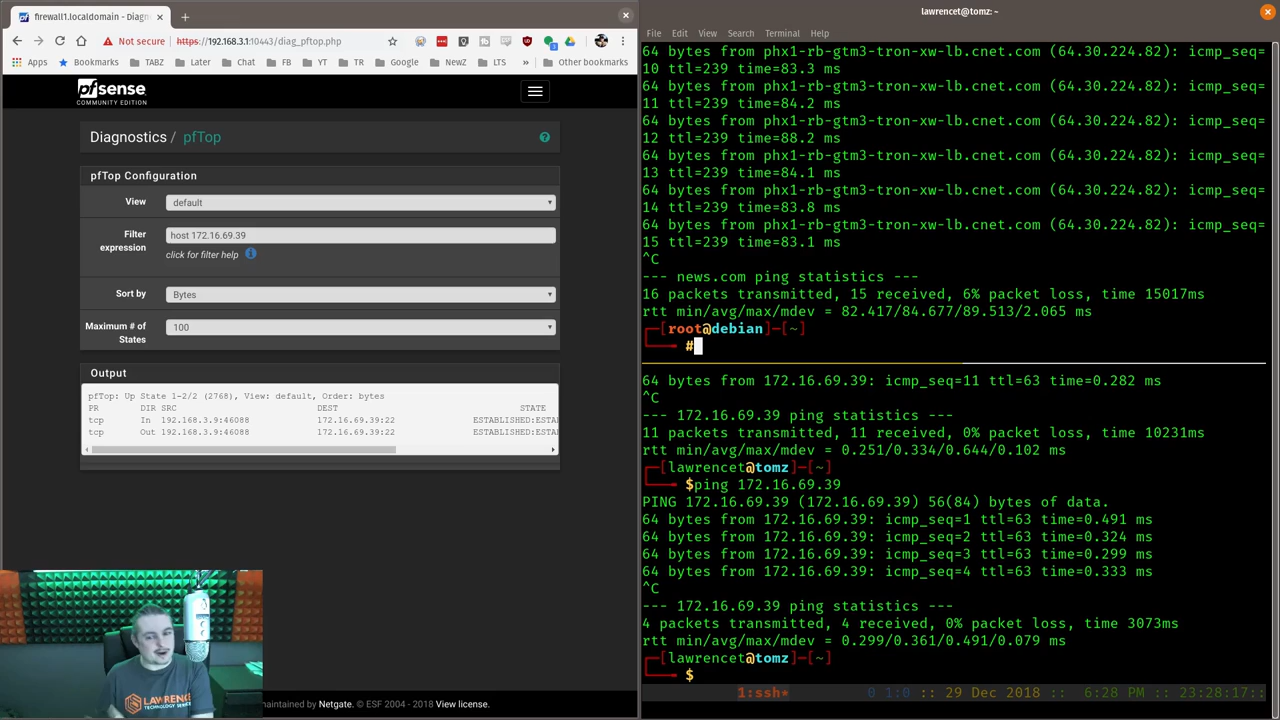 firewall1.localdomain - Diagn
lawrencet@tomz: ~
Not secure
https://192.168.3.1:10443/diag_pftop.php
Apps
Bookmarks
TABZ
Later
Chat
FB
YT
TR
Google
NewZ
LTS
»
Other bookmarks
pfsense
COMMUNITY EDITION
Diagnostics / pfTop
pfTop Configuration
View
default
Filter expression
host 172.16.69.39
click for filter help
Sort by
Bytes
Maximum # of States
100
Output
pfTop: Up State 1-2/2 (2768), View: default, Order: bytes
PR DIR SRC DEST STATE
tcp In 192.168.3.9:46088 172.16.69.39:22 ESTABLISHED:ESTA
tcp Out 192.168.3.9:46088 172.16.69.39:22 ESTABLISHED:ESTA
LAWRENCE
TECHNOLOGY SERVICES
maintained by Netgate. © ESF 2004 - 2018 View license.
File Edit View Search Terminal Help
64 bytes from phx1-rb-gtm3-tron-xw-lb.cnet.com (64.30.224.82): icmp_seq=
10 ttl=239 time=83.3 ms
64 bytes from phx1-rb-gtm3-tron-xw-lb.cnet.com (64.30.224.82): icmp_seq=
11 ttl=239 time=84.2 ms
64 bytes from phx1-rb-gtm3-tron-xw-lb.cnet.com (64.30.224.82): icmp_seq=
12 ttl=239 time=88.2 ms
64 bytes from phx1-rb-gtm3-tron-xw-lb.cnet.com (64.30.224.82): icmp_seq=
13 ttl=239 time=84.1 ms
64 bytes from phx1-rb-gtm3-tron-xw-lb.cnet.com (64.30.224.82): icmp_seq=
14 ttl=239 time=83.8 ms
64 bytes from phx1-rb-gtm3-tron-xw-lb.cnet.com (64.30.224.82): icmp_seq=
15 ttl=239 time=83.1 ms
^C
--- news.com ping statistics ---
16 packets transmitted, 15 received, 6% packet loss, time 15017ms
rtt min/avg/max/mdev = 82.417/84.677/89.513/2.065 ms
[root@debian]-[~]
#
64 bytes from 172.16.69.39: icmp_seq=11 ttl=63 time=0.282 ms
^C
--- 172.16.69.39 ping statistics ---
11 packets transmitted, 11 received, 0% packet loss, time 10231ms
rtt min/avg/max/mdev = 0.251/0.334/0.644/0.102 ms
[lawrencet@tomz]-[~]
$ping 172.16.69.39
PING 172.16.69.39 (172.16.69.39) 56(84) bytes of data.
64 bytes from 172.16.69.39: icmp_seq=1 ttl=63 time=0.491 ms
64 bytes from 172.16.69.39: icmp_seq=2 ttl=63 time=0.324 ms
64 bytes from 172.16.69.39: icmp_seq=3 ttl=63 time=0.299 ms
64 bytes from 172.16.69.39: icmp_seq=4 ttl=63 time=0.333 ms
^C
--- 172.16.69.39 ping statistics ---
4 packets transmitted, 4 received, 0% packet loss, time 3073ms
rtt min/avg/max/mdev = 0.299/0.361/0.491/0.079 ms
[lawrencet@tomz]-[~]
$
1:ssh* 0 1:0 :: 29 Dec 2018 :: 6:28 PM :: 23:28:17::